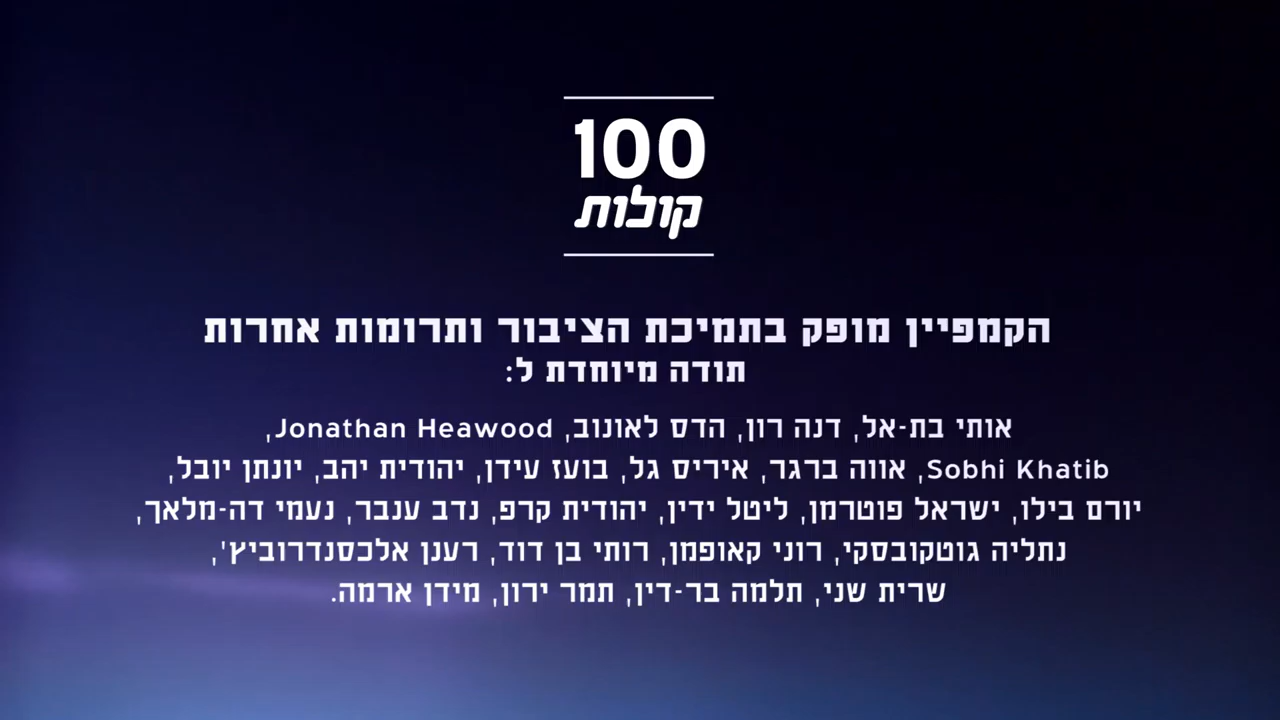 100
קולות
הקמפיין מופק בתמיכת הציבור ותרומות אחרות
תודה מיוחדת ל:
אותי בת-אל, דנה רון, הדס לאונוב, Jonathan Heawood,
Sobhi Khatib, אווה ברגר, איריס גל, בועז עידן, יהודית יהב, יונתן יובל,
יורם בילו, ישראל פוטרמן, ליטל ידין, יהודית קרפ, נדב ענבר, נעמי דה-מלאך,
נתליה גוטקובסקי, רוני קאופמן, רותי בן דוד, רענן אלכסנדרוביץ',
שרית שני, תלמה בר-דין, תמר ירון, מידן ארמה.